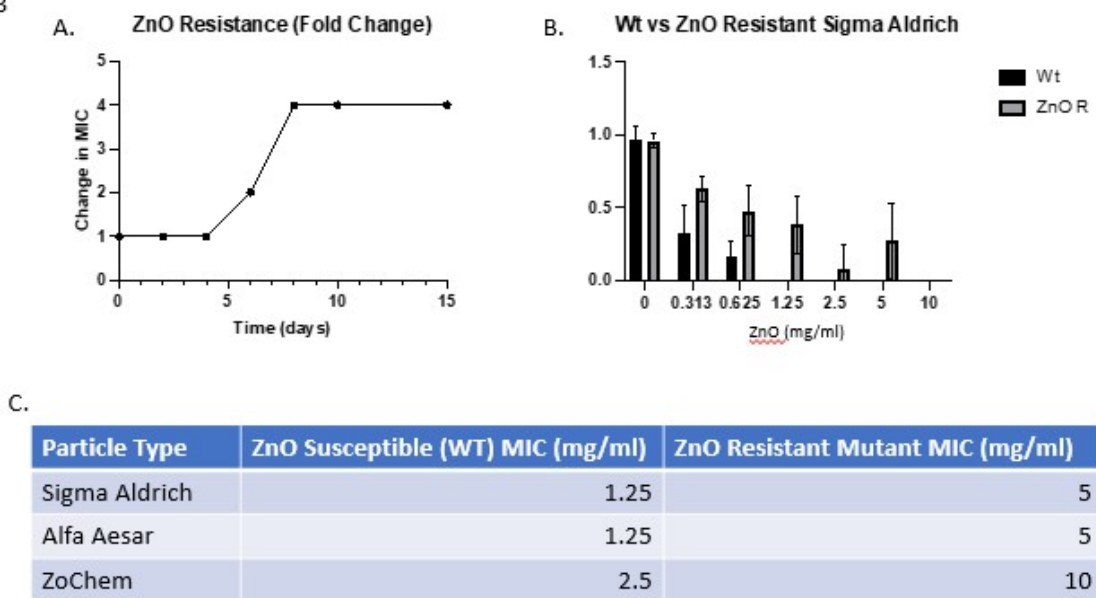 A.
ZnO Resistance (Fold Change)
5
4
3
2
1
0
Change in MIC
0 5 10 15
Time (days)
B.
Wt vs ZnO Resistant Sigma Aldrich
1.5
1.0
0.5
0.0
0 0.313 0.625 1.25 2.5 5 10
ZnO (mg/ml)
Wt
ZnO R
C.
Particle Type ZnO Susceptible (WT) MIC (mg/ml) ZnO Resistant Mutant MIC (mg/ml)
Sigma Aldrich 1.25 5
Alfa Aesar 1.25 5
ZoChem 2.5 10